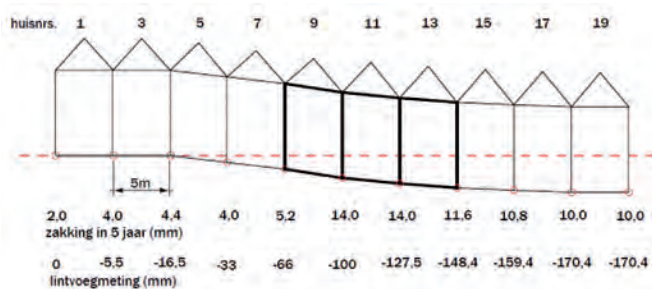 huisnrs. 1 3 5 7 9 11 13 15 17 19
5m
2,0 4,0 4,4 4,0 5,2 14,0 14,0 11,6 10,8 10,0 10,0
zakking in 5 jaar (mm)
0 -5,5 -16,5 -33 -66 -100 -127,5 -148,4 -159,4 -170,4 -170.4
lintvoegmeting (mm)